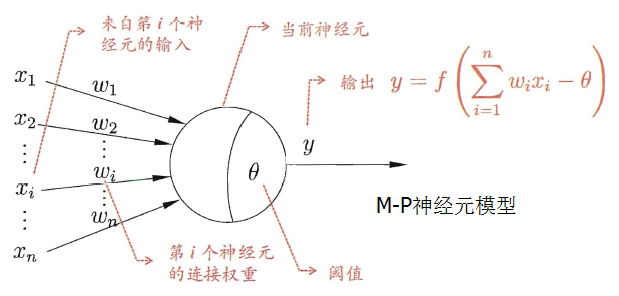 来自第 i 个神
经元的输入
当前神经元
x₁
w₁
输出 y = f(∑ᵢ₌₁ⁿ wᵢxᵢ − θ)
x₂
w₂
⋮
⋮
y
xᵢ
wᵢ
θ
⋮
⋮
wₙ
M-P神经元模型
xₙ
第 i 个神经元
的连接权重
阈值